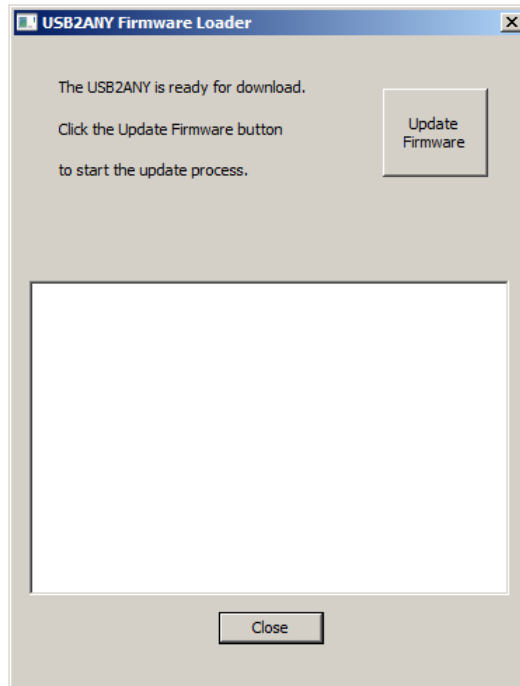 USB2ANY Firmware Loader
The USB2ANY is ready for download.
Click the Update Firmware button
to start the update process.
Update
Firmware
Close